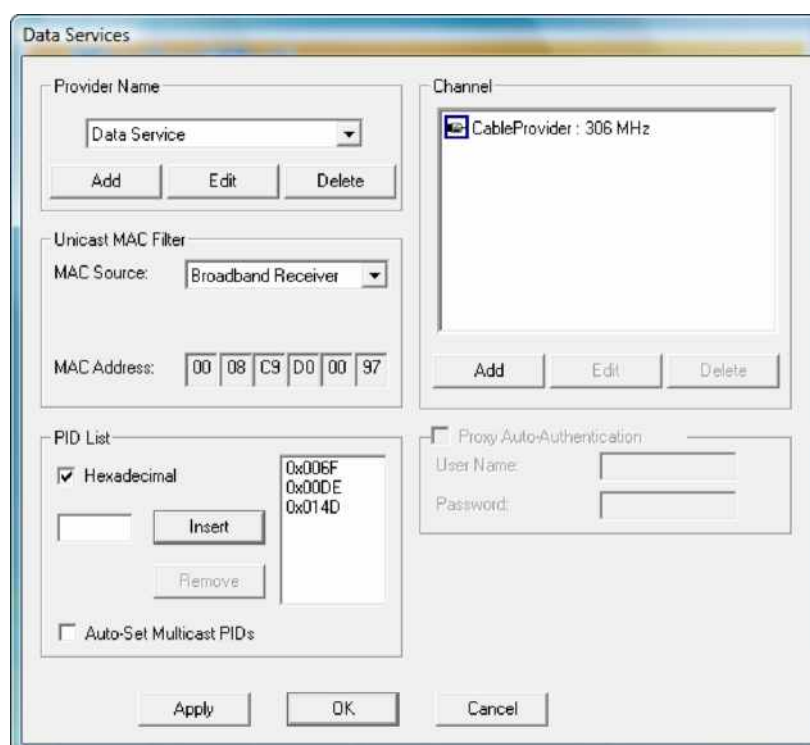 Data Services
Provider Name
Data Service
Add Edit Delete
Unicast MAC Filter
MAC Source: Broadband Receiver
MAC Address: 00 08 C9 D0 00 97
PID List
Hexadecimal
0x006F
0x00DE
0x014D
Insert
Remove
Auto-Set Multicast PIDs
Channel
CableProvider : 306 MHz
Add Edit Delete
Proxy Auto-Authentication
User Name:
Password:
Apply OK Cancel